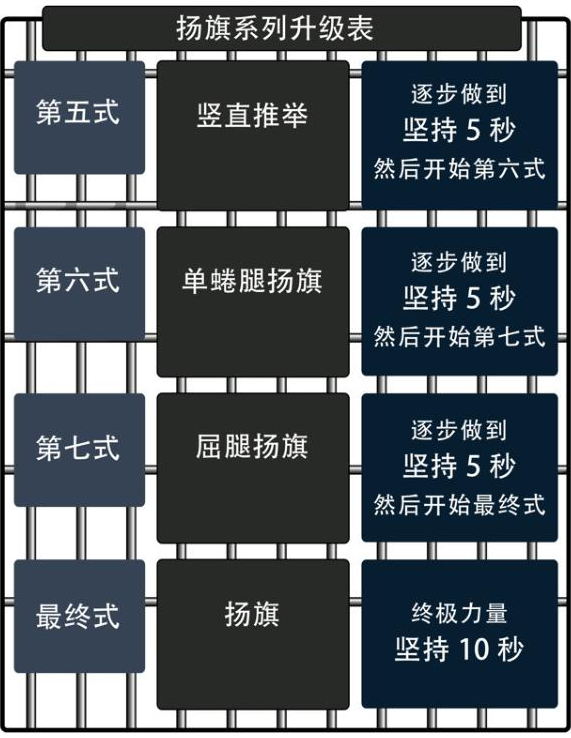 扬旗系列升级表
第五式
竖直推举
逐步做到
坚持 5 秒
然后开始第六式
第六式
单蜷腿扬旗
逐步做到
坚持 5 秒
然后开始第七式
第七式
屈腿扬旗
逐步做到
坚持 5 秒
然后开始最终式
最终式
扬旗
终极力量
坚持 10 秒